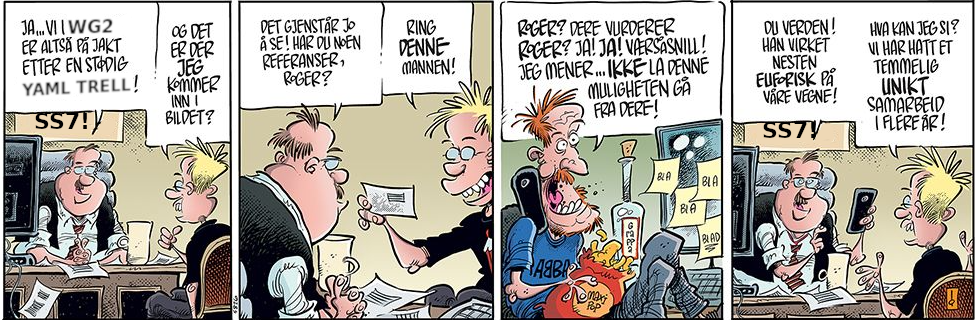 JA...VI I WG2
ER ALTSÅ PÅ JAKT
ETTER EN STØDIG
YAML TRELL!
OG DET
ER DER
JEG
KOMMER
INN I
BILDET?
SS7!
DET GJENSTÅR JO
Å SE! HAR DU NOEN
REFERANSER,
ROGER?
RING
DENNE
MANNEN!
ROGER? DERE VURDERER
ROGER? JA! JA! VÆRSÅSNILL!
JEG MENER...IKKE LA DENNE
MULIGHETEN GÅ
FRA DERE!
BLA
BLA
BLA
BLAD
GRAPPA
ABBA
MAXI
POP
DU VERDEN!
HAN VIRKET
NESTEN
EUFORISK PÅ
VÅRE VEGNE!
HVA KAN JEG SI?
VI HAR HATT ET
TEMMELIG
UNIKT
SAMARBEID
I FLERE ÅR!
SS7!